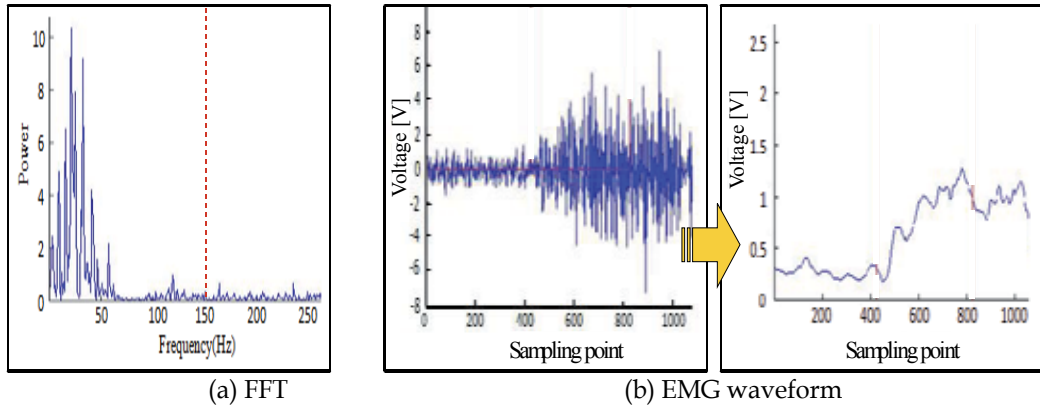 Power
10
8
6
4
2
0
50 100 150 200 250
Frequency(Hz)
(a) FFT
Voltage [V]
8
6
4
2
0
-2
-4
-6
-8
0 200 400 600 800 1000
Sampling point
Voltage [V]
2.5
2
1.5
1
0.5
0
200 400 600 800 1000
Sampling point
(b) EMG waveform